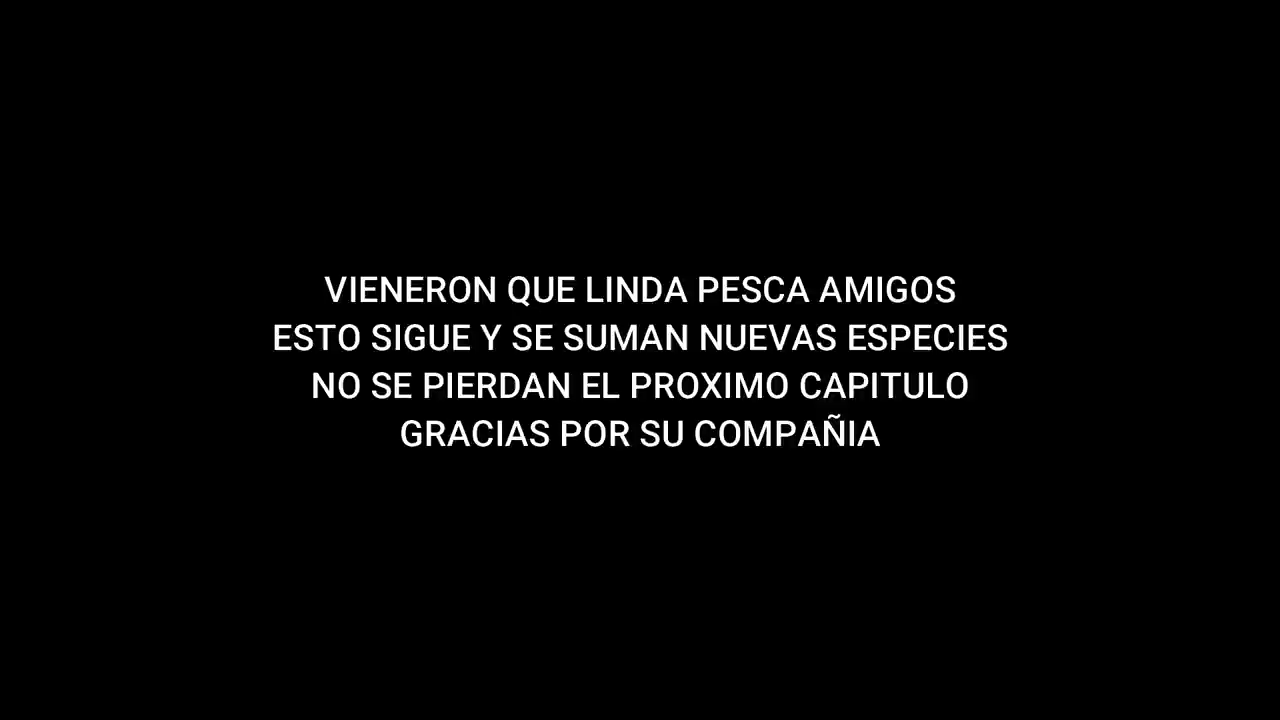 VIENERON QUE LINDA PESCA AMIGOS
ESTO SIGUE Y SE SUMAN NUEVAS ESPECIES
NO SE PIERDAN EL PROXIMO CAPITULO
GRACIAS POR SU COMPAÑIA